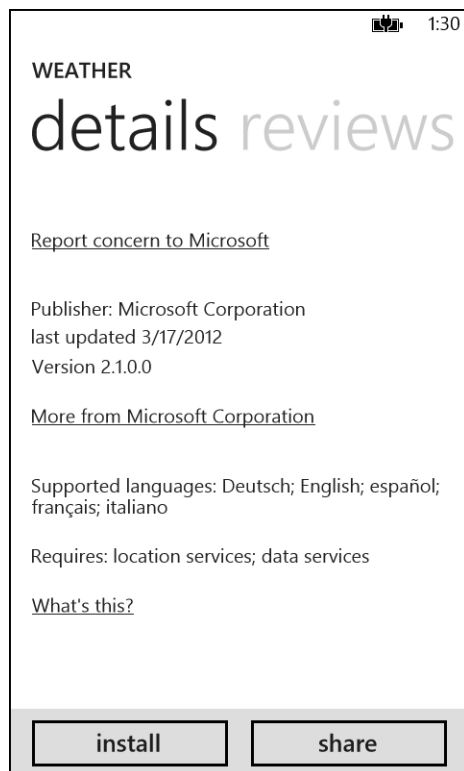 1:30
WEATHER
details reviews
Report concern to Microsoft
Publisher: Microsoft Corporation
last updated 3/17/2012
Version 2.1.0.0
More from Microsoft Corporation
Supported languages: Deutsch; English; español;
français; italiano
Requires: location services; data services
What's this?
install share